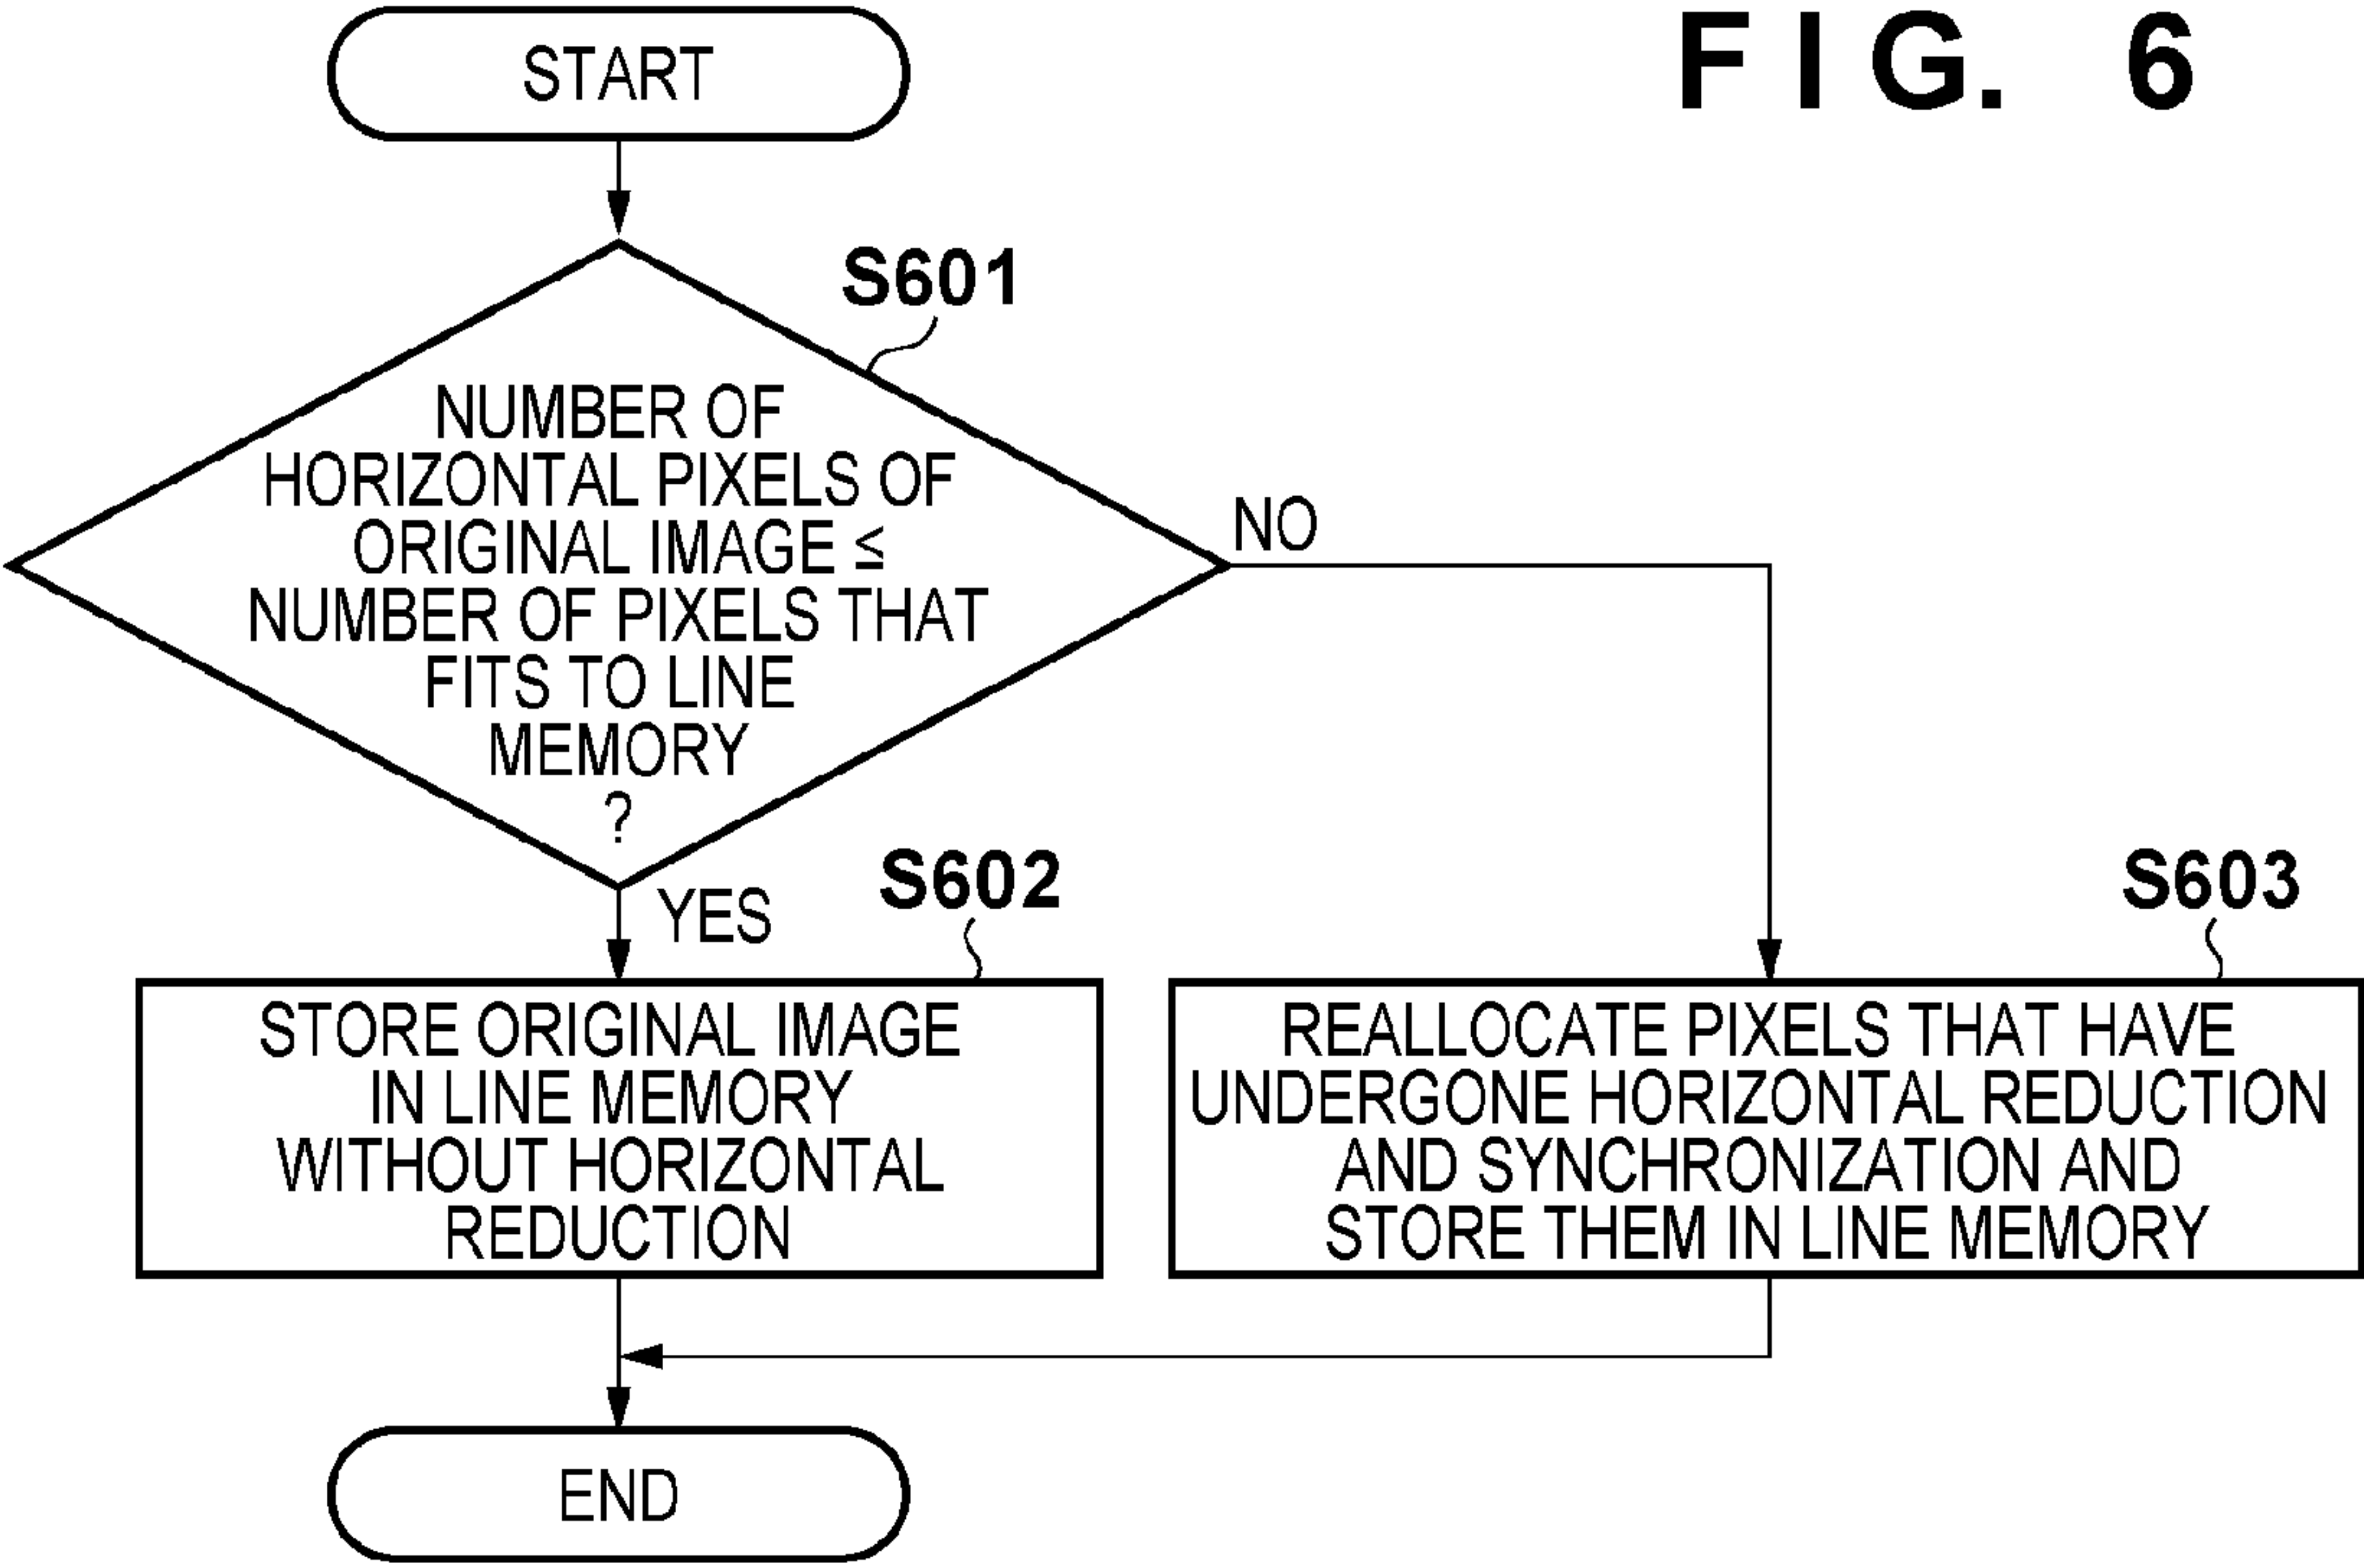 FIG. 6
START
S601
NUMBER OF
HORIZONTAL PIXELS OF
ORIGINAL IMAGE ≤
NUMBER OF PIXELS THAT
FITS TO LINE
MEMORY
?
NO
YES
S602
STORE ORIGINAL IMAGE
IN LINE MEMORY
WITHOUT HORIZONTAL
REDUCTION
S603
REALLOCATE PIXELS THAT HAVE
UNDERGONE HORIZONTAL REDUCTION
AND SYNCHRONIZATION AND
STORE THEM IN LINE MEMORY
END